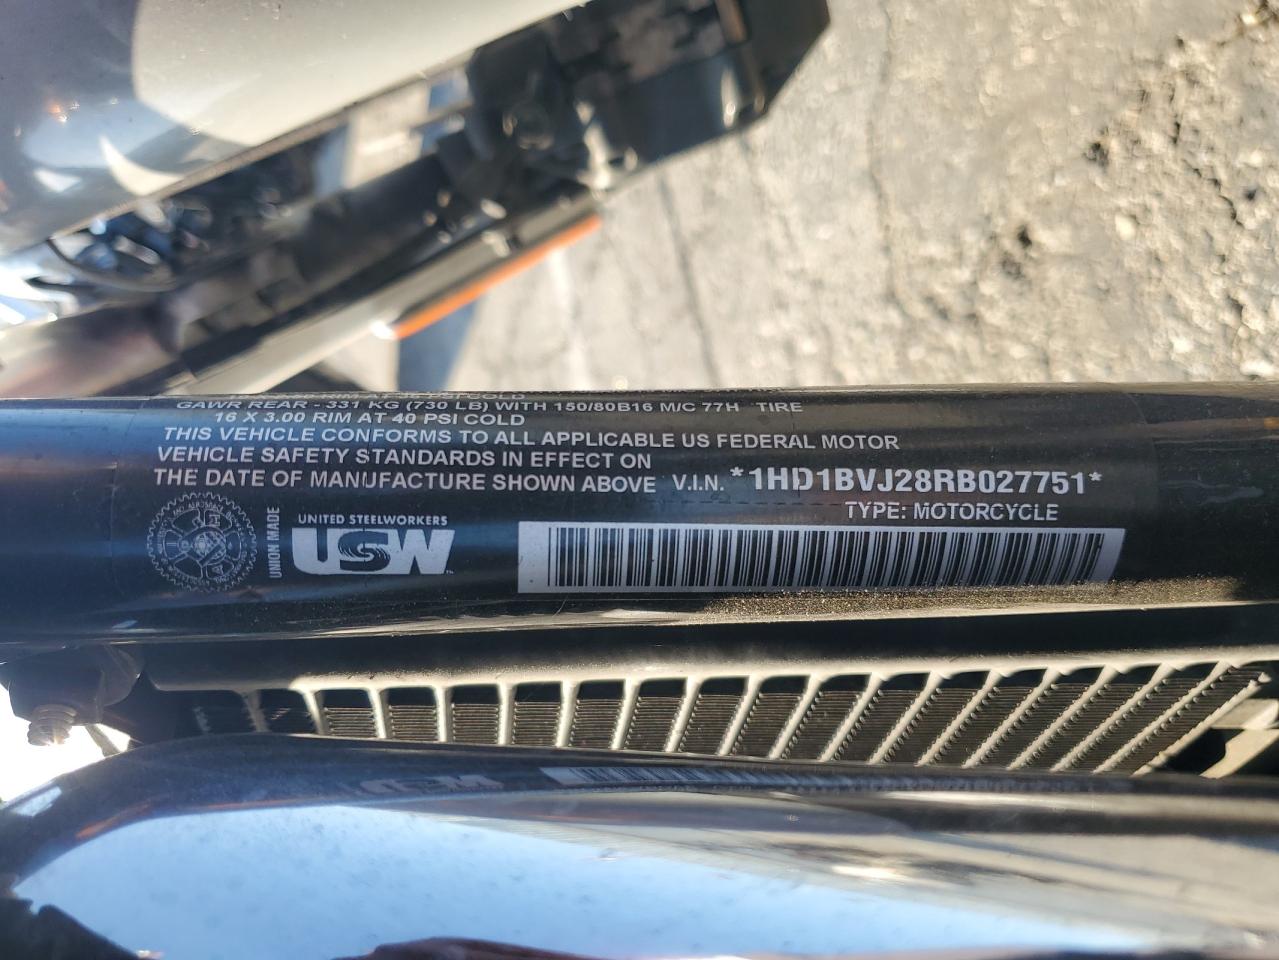 GAWR REAR - 331 KG (730 LB) WITH 150/80B16 M/C 77H TIRE
16 X 3.00 RIM AT 40 PSI COLD
THIS VEHICLE CONFORMS TO ALL APPLICABLE US FEDERAL MOTOR
VEHICLE SAFETY STANDARDS IN EFFECT ON
THE DATE OF MANUFACTURE SHOWN ABOVE V.I.N. *1HD1BVJ28RB027751*
TYPE: MOTORCYCLE
UNION MADE
UNITED STEELWORKERS
USW